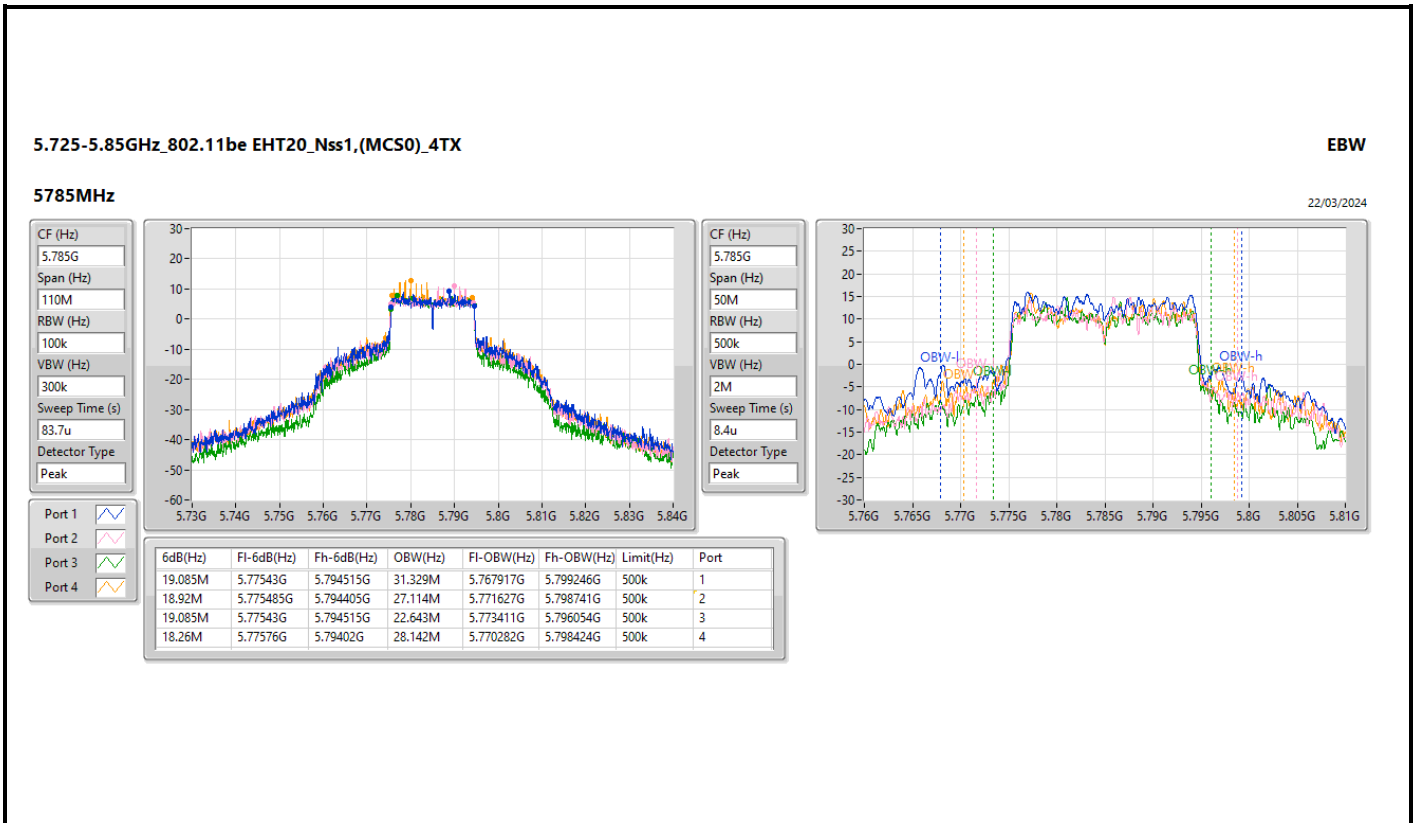 5.725-5.85GHz_802.11be EHT20_Nss1,(MCS0)_4TX
EBW
5785MHz
22/03/2024
CF (Hz)
5.785G
Span (Hz)
110M
RBW (Hz)
100k
VBW (Hz)
300k
Sweep Time (s)
83.7u
Detector Type
Peak
Port 1
Port 2
Port 3
Port 4
30
20
10
0
-10
-20
-30
-40
-50
-60
5.73G 5.74G 5.75G 5.76G 5.77G 5.78G 5.79G 5.8G 5.81G 5.82G 5.83G 5.84G
CF (Hz)
5.785G
Span (Hz)
50M
RBW (Hz)
500k
VBW (Hz)
2M
Sweep Time (s)
8.4u
Detector Type
Peak
30
25
20
15
10
5
0
-5
-10
-15
-20
-25
-30
OBW-l
OBW-h
5.76G 5.765G 5.77G 5.775G 5.78G 5.785G 5.79G 5.795G 5.8G 5.805G 5.81G
6dB(Hz) Fl-6dB(Hz) Fh-6dB(Hz) OBW(Hz) Fl-OBW(Hz) Fh-OBW(Hz) Limit(Hz) Port
19.085M 5.77543G 5.794515G 31.329M 5.767917G 5.799246G 500k 1
18.92M 5.775485G 5.794405G 27.114M 5.771627G 5.798741G 500k 2
19.085M 5.77543G 5.794515G 22.643M 5.773411G 5.796054G 500k 3
18.26M 5.77576G 5.79402G 28.142M 5.770282G 5.798424G 500k 4